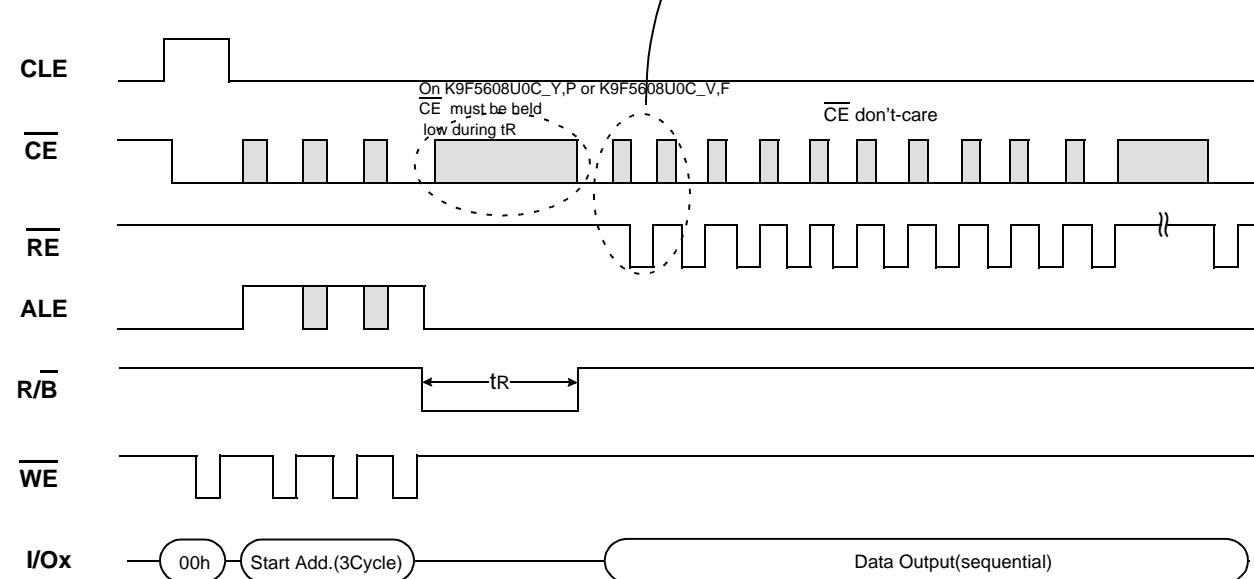 CLE
On K9F5608U0C_Y,P or K9F5608U0C_V,F
CE must be held
low during tR
CE don't-care
CE
RE
ALE
R/B
tR
WE
I/Ox
00h
Start Add.(3Cycle)
Data Output(sequential)